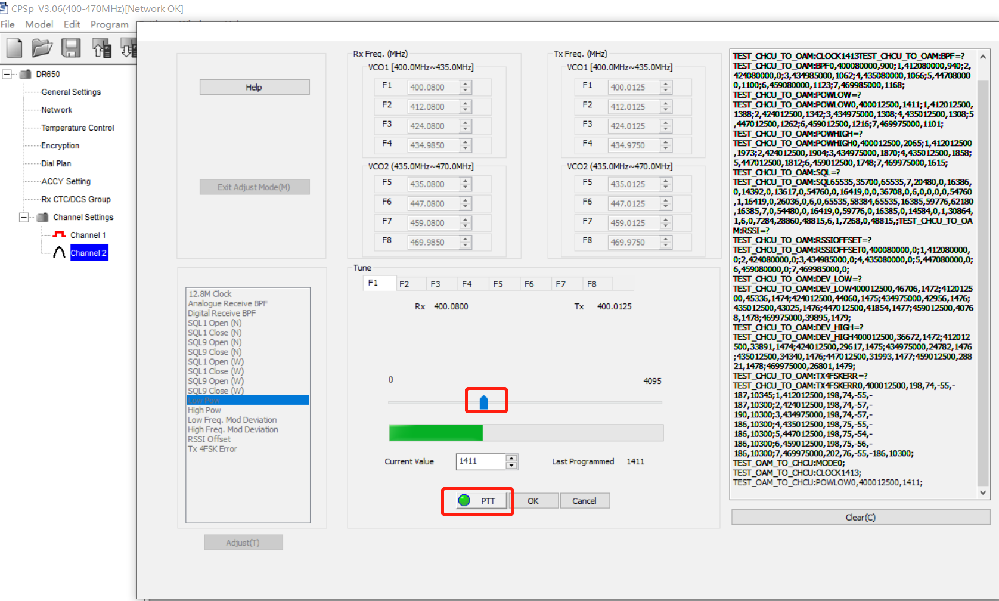 CPSp_V3.06(400-470MHz)[Network OK]
File Model Edit Program
DR650
General Settings
Network
Temperature Control
Encryption
Dial Plan
ACCY Setting
Rx CTC/DCS Group
Channel Settings
Channel 1
Channel 2
Help
Exit Adjust Mode(M)
Rx Freq. (MHz)
VCO1 [400.0MHz~435.0MHz]
F1 400.0800
F2 412.0800
F3 424.0800
F4 434.9850
VCO2 (435.0MHz~470.0MHz]
F5 435.0800
F6 447.0800
F7 459.0800
F8 469.9850
Tx Freq. (MHz)
VCO1 [400.0MHz~435.0MHz]
F1 400.0125
F2 412.0125
F3 424.0125
F4 434.9750
VCO2 (435.0MHz~470.0MHz]
F5 435.0125
F6 447.0125
F7 459.0125
F8 469.9750
12.8M Clock
Analogue Receive BPF
Digital Receive BPF
SQL1 Open (N)
SQL1 Close (N)
SQL9 Open (N)
SQL9 Close (N)
SQL1 Open (W)
SQL1 Close (W)
SQL9 Open (W)
SQL9 Close (W)
Low Pow
High Pow
Low Freq. Mod Deviation
High Freq. Mod Deviation
RSSI Offset
Tx 4FSK Error
Adjust(T)
Tune
F1 F2 F3 F4 F5 F6 F7 F8
Rx 400.0800 Tx 400.0125
0 4095
Current Value 1411 Last Programmed 1411
PTT OK Cancel
TEST_CHCU_TO_OAM:CLOCK1413TEST_CHCU_TO_OAM:BPF=?
TEST_CHCU_TO_OAM:BPF0,400080000,900;1,412080000,940;2,
424080000,0;3,434985000,1062;4,435080000,1066;5,44708000
0,1100;6,459080000,1123;7,469985000,1168;
TEST_CHCU_TO_OAM:POWLOW=?
TEST_CHCU_TO_OAM:POWLOW0,400012500,1411;1,412012500,
1388;2,424012500,1342;3,434975000,1308;4,435012500,1308;5
,447012500,1262;6,459012500,1216;7,469975000,1101;
TEST_CHCU_TO_OAM:POWHIGH=?
TEST_CHCU_TO_OAM:POWHIGH0,400012500,2065;1,412012500
,1973;2,424012500,1904;3,434975000,1870;4,435012500,1858;
5,447012500,1812;6,459012500,1748;7,469975000,1615;
TEST_CHCU_TO_OAM:SQL=?
TEST_CHCU_TO_OAM:SQL65535,35700,65535,7,20480,0,16386,
0,14392,0,13617,0,54760,0,16419,0,0,36708,0,6,0,0,0,0,54760
,1,16419,0,26036,0,6,0,65535,58384,65535,16385,59776,62180
,16385,7,0,54480,0,16419,0,59776,0,16385,0,14584,0,1,30864,
1,6,0,7284,28860,48815,6,1,7268,0,48815,;TEST_CHCU_TO_OA
M:RSSI=?
TEST_CHCU_TO_OAM:RSSIOFFSET=?
TEST_CHCU_TO_OAM:RSSIOFFSET0,400080000,0;1,412080000,
0;2,424080000,0;3,434985000,0;4,435080000,0;5,447080000,0;
6,459080000,0;7,469985000,0;
TEST_CHCU_TO_OAM:DEV_LOW=?
TEST_CHCU_TO_OAM:DEV_LOW400012500,46706,1472;4120125
00,45336,1474;424012500,44060,1475;434975000,42956,1476;
435012500,43025,1476;447012500,41854,1477;459012500,4076
8,1478;469975000,39895,1479;
TEST_CHCU_TO_OAM:DEV_HIGH=?
TEST_CHCU_TO_OAM:DEV_HIGH400012500,36672,1472;412012
500,33891,1474;424012500,29617,1475;434975000,24782,1476
;435012500,34340,1476;447012500,31993,1477;459012500,288
21,1478;469975000,26801,1479;
TEST_CHCU_TO_OAM:TX4FSKERR=?
TEST_CHCU_TO_OAM:TX4FSKERR0,400012500,198,74,-55,-
187,10345;1,412012500,198,74,-55,-
187,10300;2,424012500,198,74,-57,-
190,10300;3,434975000,198,74,-57,-
186,10300;4,435012500,198,75,-55,-
186,10300;5,447012500,198,75,-54,-
186,10300;6,459012500,198,75,-56,-
186,10300;7,469975000,202,76,-55,-186,10300;
TEST_OAM_TO_CHCU:MODE0;
TEST_OAM_TO_CHCU:CLOCK1413;
TEST_OAM_TO_CHCU:POWLOW0,400012500,1411;
Clear(C)